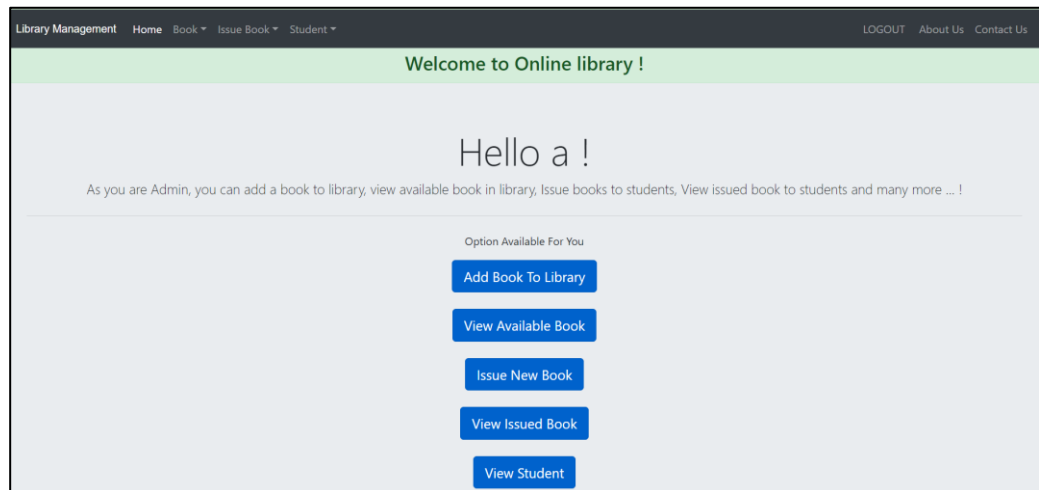 Library Management Home Book Issue Book Student LOGOUT About Us Contact Us
Welcome to Online library !
Hello a !
As you are Admin, you can add a book to library, view available book in library, Issue books to students, View issued book to students and many more ... !
Option Available For You
Add Book To Library
View Available Book
Issue New Book
View Issued Book
View Student